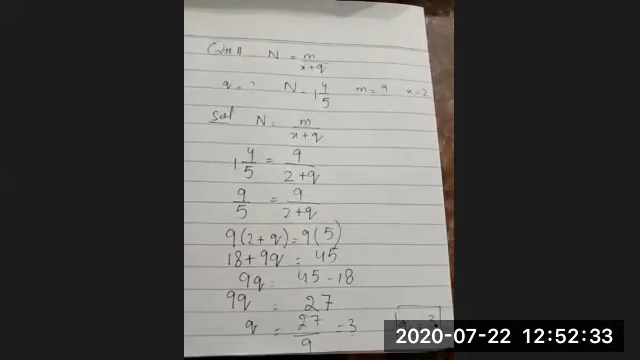 N = m/x+q
q = ? N = 1 4/5 m = 9 x = 2
Sol N = m/x+q
1 4/5 = 9/2+q
9/5 = 9/2+q
9(2+q) = 9(5)
18 + 9q = 45
9q = 45 - 18
9q = 27
q = 27/9 = 3 q = 3
2020-07-22 12:52:33